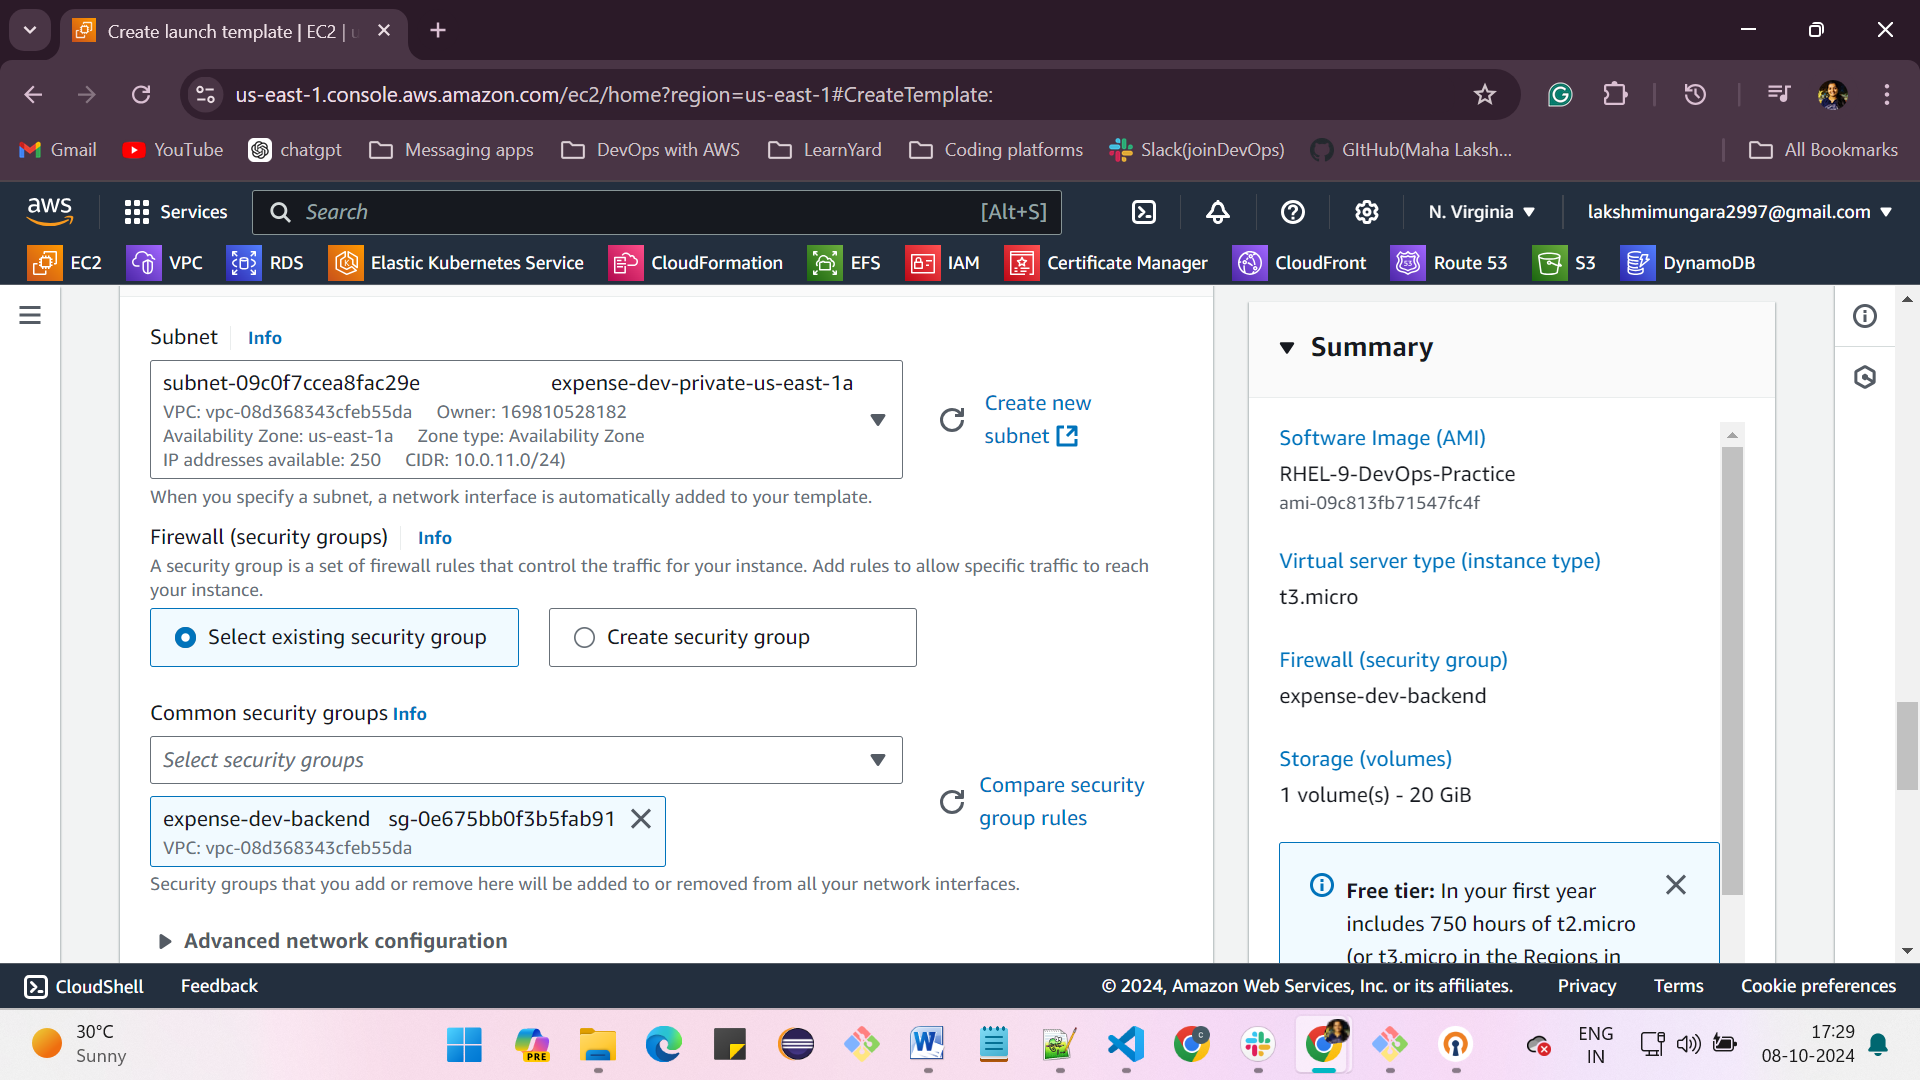 Create launch template | EC2 | u
us-east-1.console.aws.amazon.com/ec2/home?region=us-east-1#CreateTemplate:
Gmail
YouTube
chatgpt
Messaging apps
DevOps with AWS
LearnYard
Coding platforms
Slack(joinDevOps)
GItHub(Maha Laksh...
All Bookmarks
aws
Services
Search
[Alt+S]
N. Virginia
lakshmimungara2997@gmail.com
EC2
VPC
RDS
Elastic Kubernetes Service
CloudFormation
EFS
IAM
Certificate Manager
CloudFront
Route 53
S3
DynamoDB
Subnet Info
subnet-09c0f7ccea8fac29e expense-dev-private-us-east-1a
VPC: vpc-08d368343cfeb55da Owner: 169810528182
Availability Zone: us-east-1a Zone type: Availability Zone
IP addresses available: 250 CIDR: 10.0.11.0/24)
Create new
subnet
When you specify a subnet, a network interface is automatically added to your template.
Firewall (security groups) Info
A security group is a set of firewall rules that control the traffic for your instance. Add rules to allow specific traffic to reach
your instance.
Select existing security group
Create security group
Common security groups Info
Select security groups
expense-dev-backend sg-0e675bb0f3b5fab91
VPC: vpc-08d368343cfeb55da
Compare security
group rules
Security groups that you add or remove here will be added to or removed from all your network interfaces.
Advanced network configuration
Summary
Software Image (AMI)
RHEL-9-DevOps-Practice
ami-09c813fb71547fc4f
Virtual server type (instance type)
t3.micro
Firewall (security group)
expense-dev-backend
Storage (volumes)
1 volume(s) - 20 GiB
Free tier: In your first year
includes 750 hours of t2.micro
(or t3.micro in the Regions in
CloudShell
Feedback
© 2024, Amazon Web Services, Inc. or its affiliates.
Privacy
Terms
Cookie preferences
30°C
Sunny
PRE
ENG
IN
17:29
08-10-2024